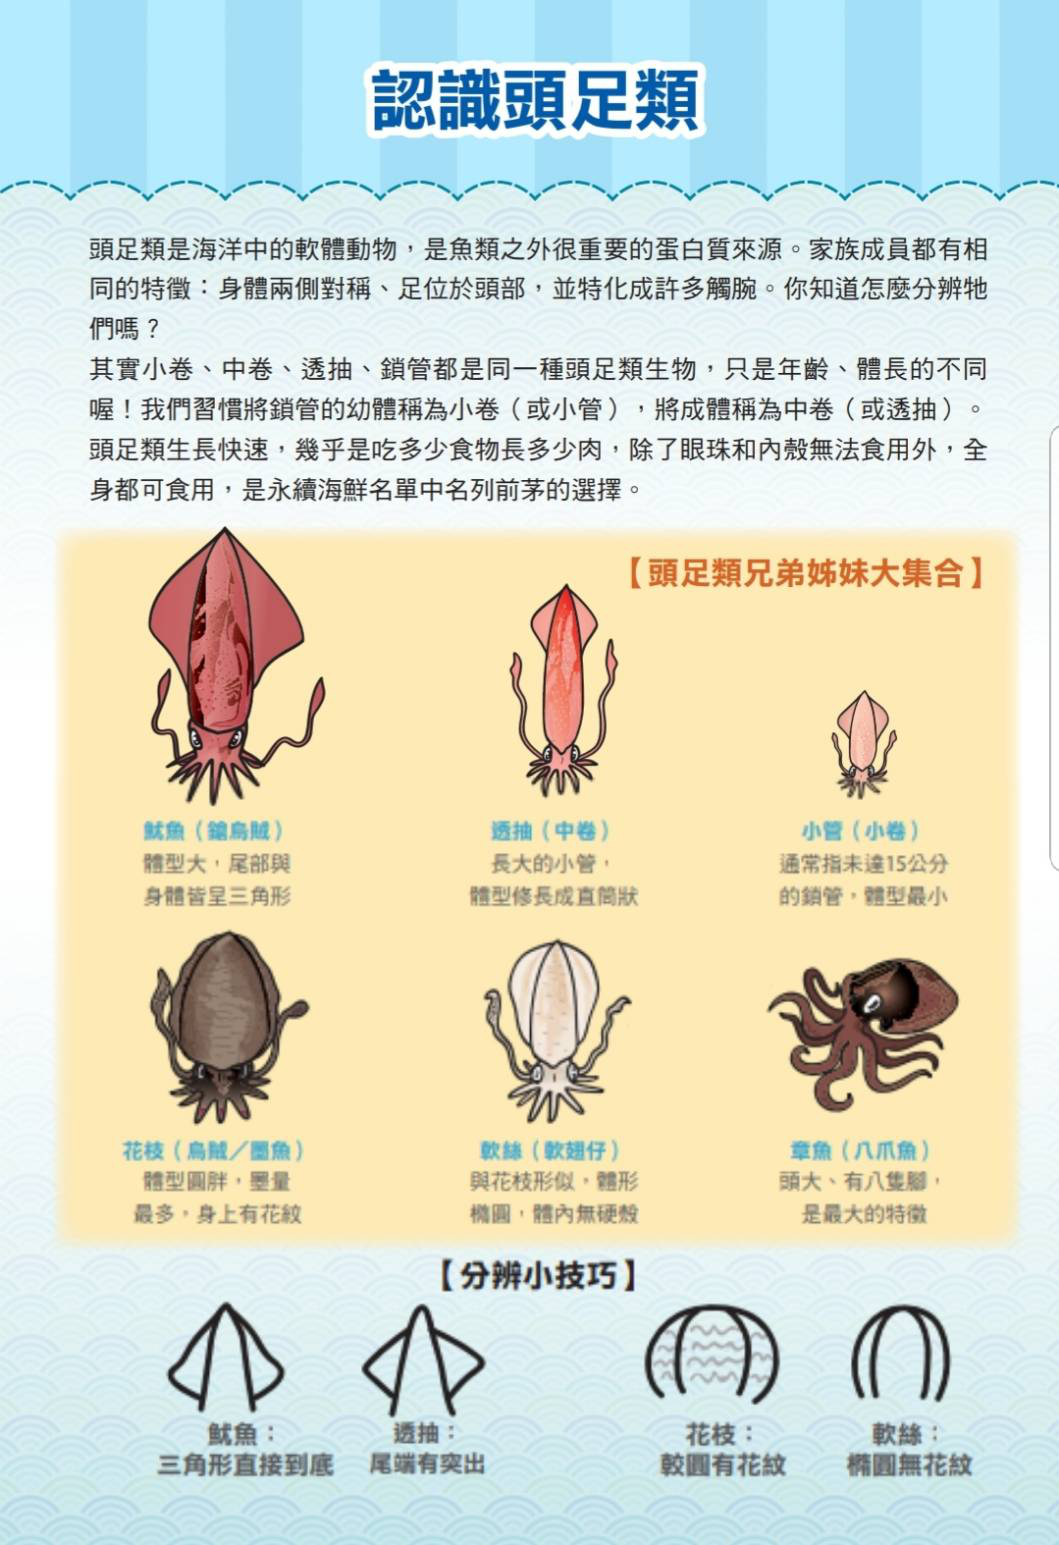 認識頭足類
頭足類是海洋中的軟體動物，是魚類之外很重要的蛋白質來源。家族成員都有相
同的特徵：身體兩側對稱、足位於頭部，並特化成許多觸腕。你知道怎麼分辨牠
們嗎？
其實小卷、中卷、透抽、鎖管都是同一種頭足類生物，只是年齡、體長的不同
喔！我們習慣將鎖管的幼體稱為小卷（或小管），將成體稱為中卷（或透抽）。
頭足類生長快速，幾乎是吃多少食物長多少肉，除了眼珠和內殼無法食用外，全
身都可食用，是永續海鮮名單中名列前茅的選擇。
【頭足類兄弟姊妹大集合】
魷魚（鎗烏賊）
體型大，尾部與
身體皆呈三角形
透抽（中卷）
長大的小管，
體型修長成直筒狀
小管（小卷）
通常指未達15公分
的鎖管，體型最小
花枝（烏賊／墨魚）
體型圓胖，墨量
最多，身上有花紋
軟絲（軟翅仔）
與花枝形似，體形
橢圓，體內無硬殼
章魚（八爪魚）
頭大、有八隻腳，
是最大的特徵
【分辨小技巧】
魷魚：
三角形直接到底
透抽：
尾端有突出
花枝：
較圓有花紋
軟絲：
橢圓無花紋